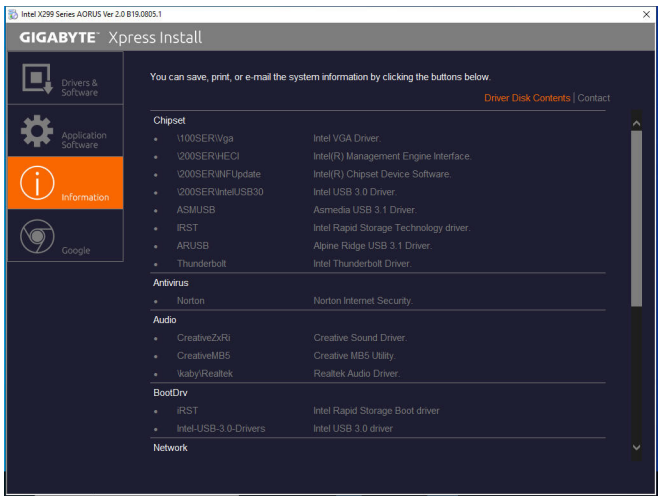 Intel X299 Series AORUS Ver 2.0 B19.0805.1
GIGABYTE™ Xpress Install
Drivers &
Software
Application
Software
Information
Google
You can save, print, or e-mail the system information by clicking the buttons below.
Driver Disk Contents | Contact
Chipset
• \100SER\Vga Intel VGA Driver.
• \200SER\HECI Intel(R) Management Engine Interface.
• \200SER\INFUpdate Intel(R) Chipset Device Software.
• \200SER\IntelUSB30 Intel USB 3.0 Driver.
• ASMUSB Asmedia USB 3.1 Driver.
• IRST Intel Rapid Storage Technology driver.
• ARUSB Alpine Ridge USB 3.1 Driver.
• Thunderbolt Intel Thunderbolt Driver.
Antivirus
• Norton Norton Internet Security.
Audio
• CreativeZxRi Creative Sound Driver.
• CreativeMB5 Creative MB5 Utility.
• \kaby\Realtek Realtek Audio Driver.
BootDrv
• iRST Intel Rapid Storage Boot driver
• Intel-USB-3.0-Drivers Intel USB 3.0 driver
Network